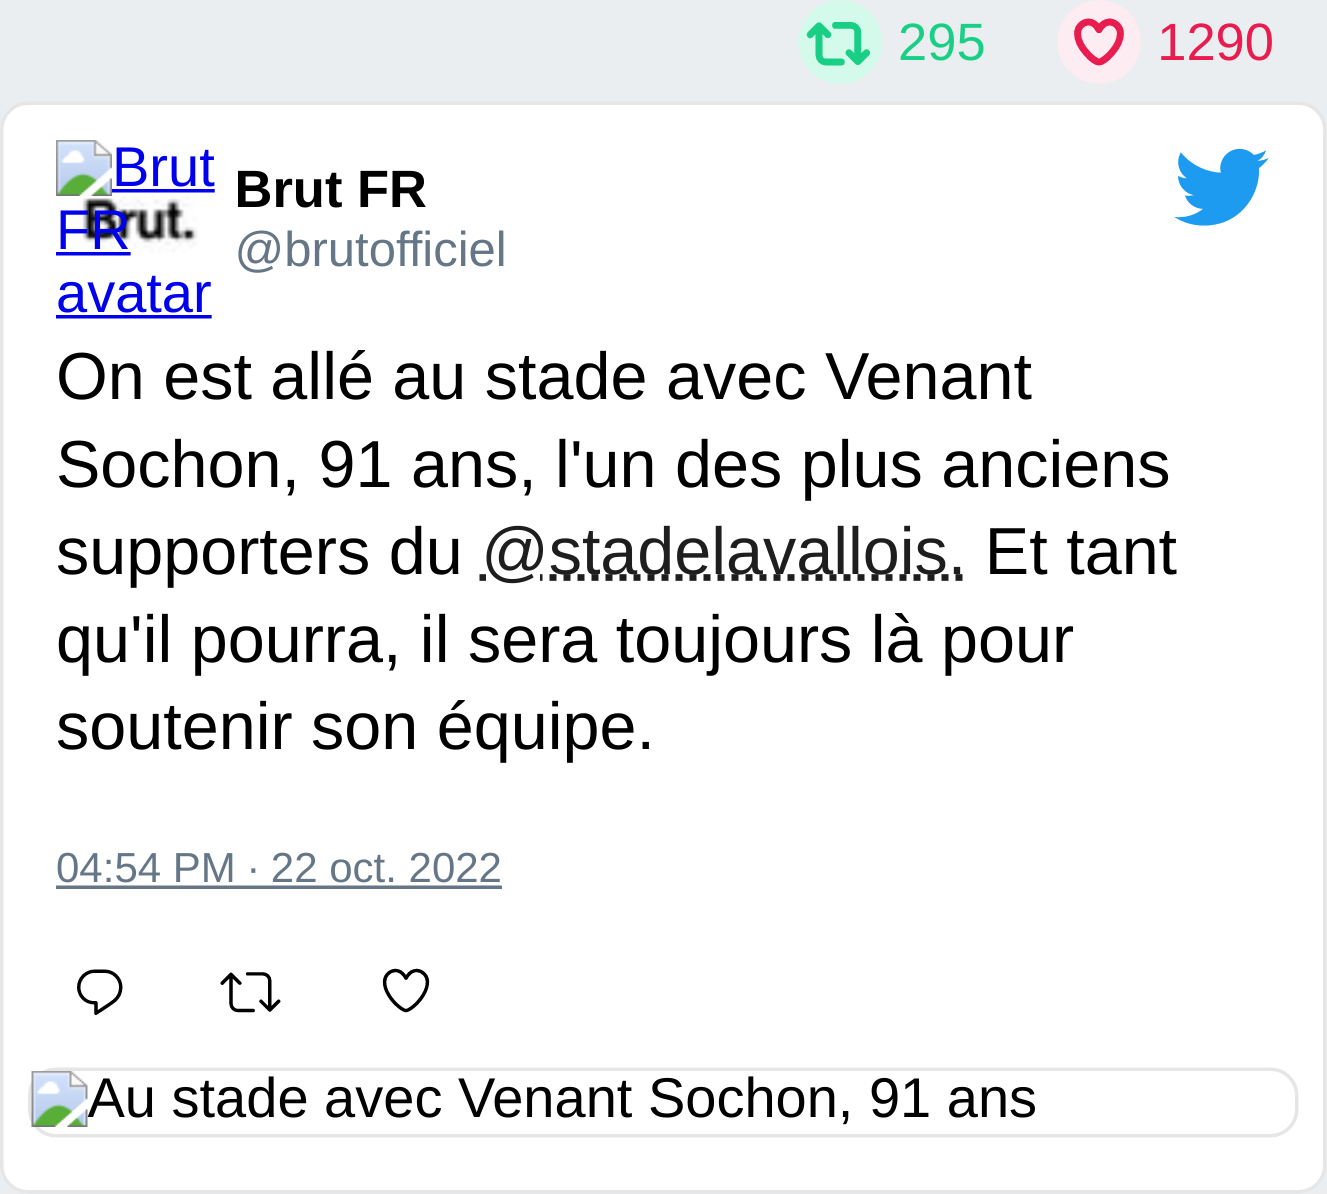 295 1290
Brut
FR
avatar
Brut.
Brut FR
@brutofficiel
On est allé au stade avec Venant
Sochon, 91 ans, l'un des plus anciens
supporters du @stadelavallois. Et tant
qu'il pourra, il sera toujours là pour
soutenir son équipe.
04:54 PM · 22 oct. 2022
Au stade avec Venant Sochon, 91 ans